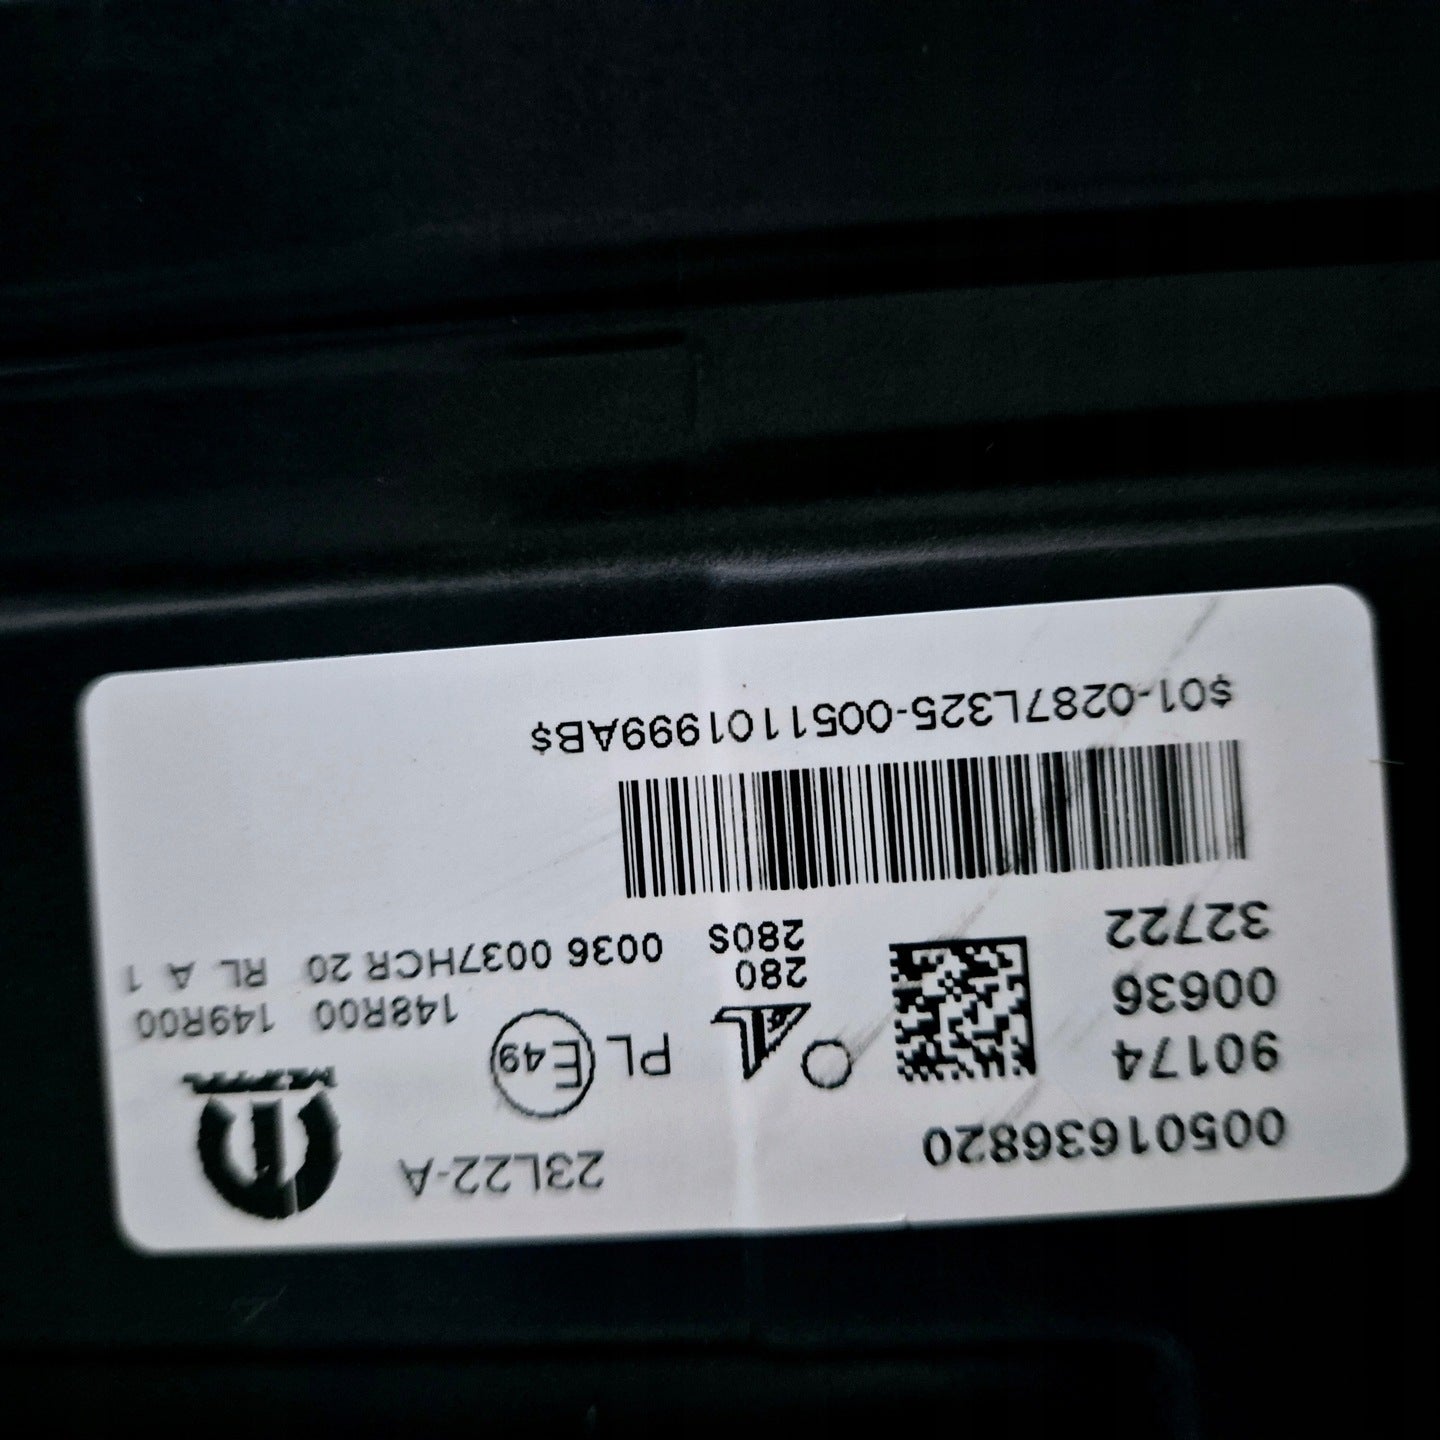 00501636820
23L22-A
90174
PL E49
MOPAR
00636
148R00 149R00
280
32722
280S
0036 0037HCR 20 RL A 1
$01-0287L325-0051101999AB$